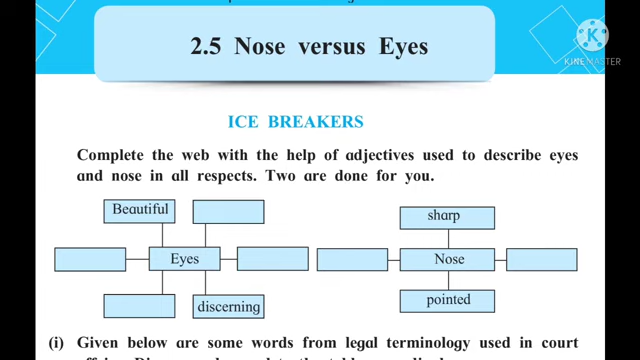 2.5 Nose versus Eyes
K
KINEMASTER
ICE BREAKERS
Complete the web with the help of adjectives used to describe eyes
and nose in all respects. Two are done for you.
Beautiful
sharp
Eyes
Nose
discerning
pointed
(i) Given below are some words from legal terminology used in court